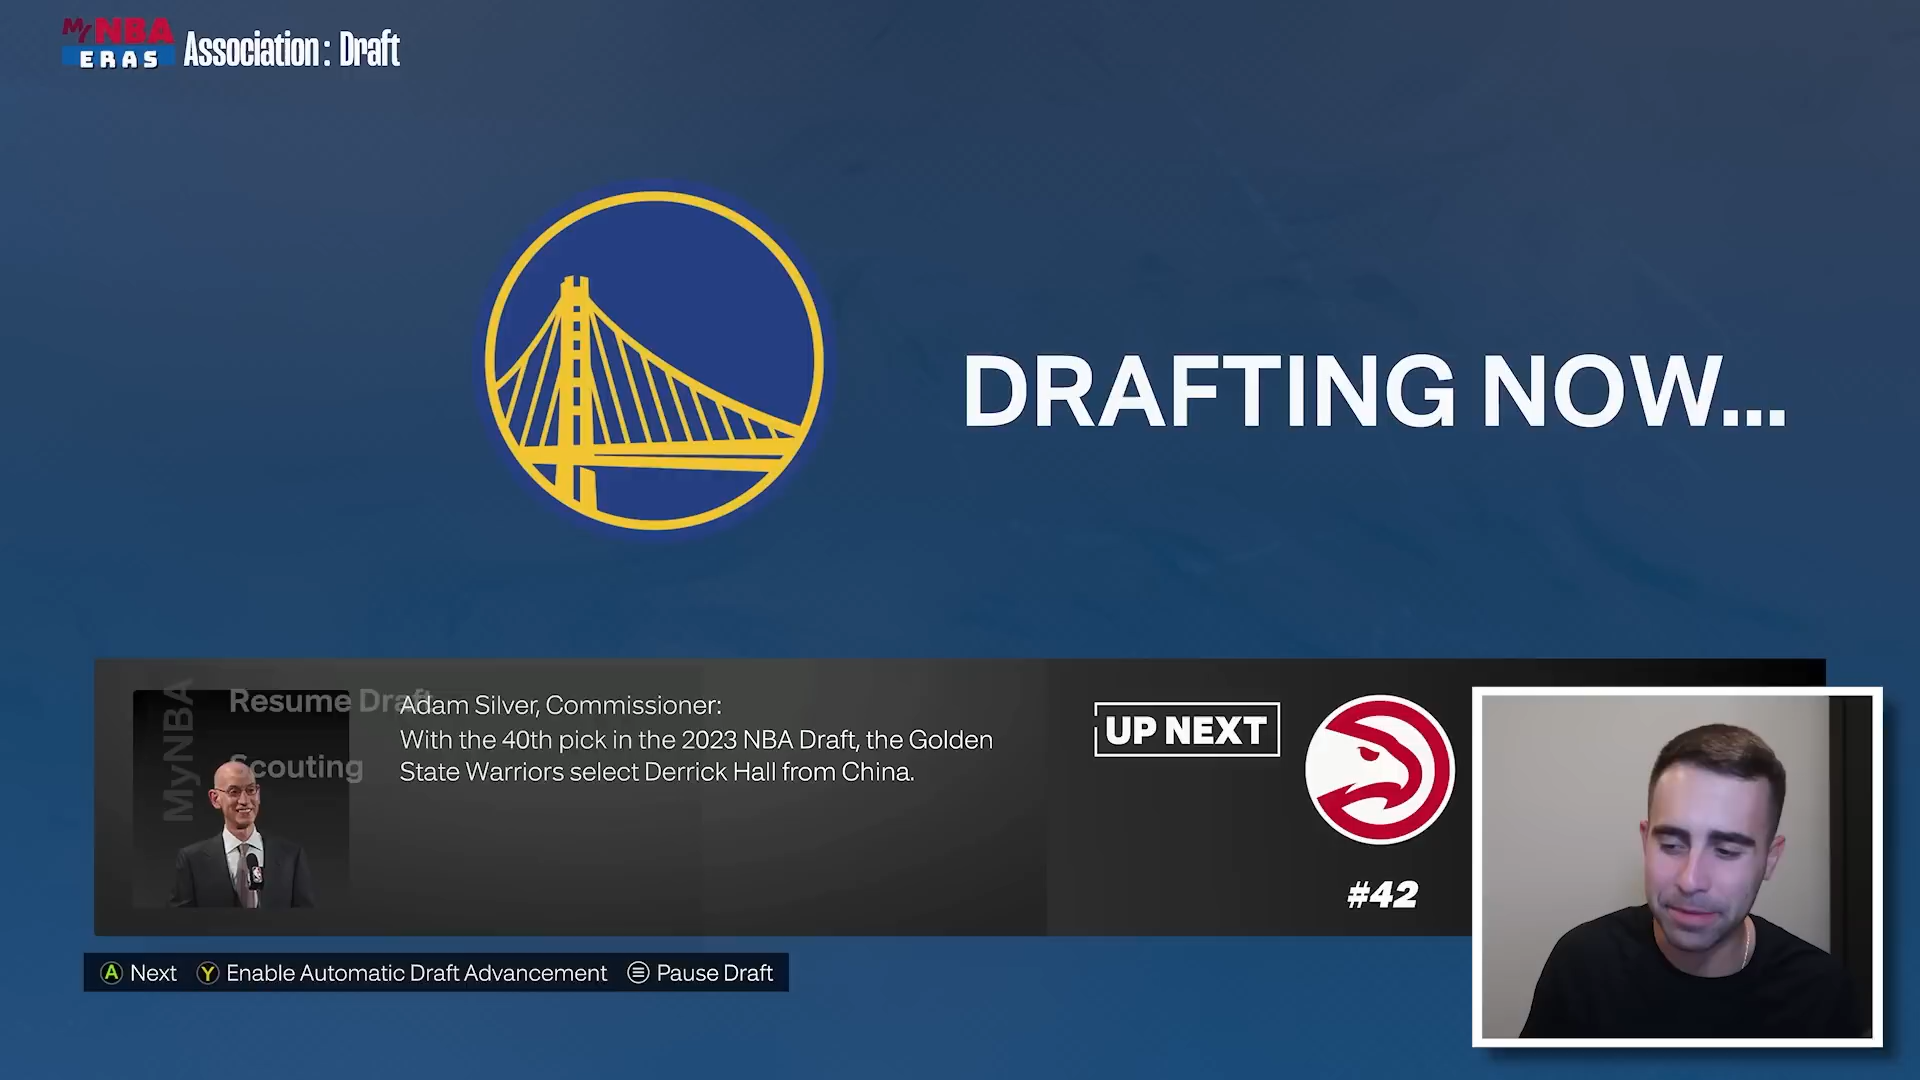 MyNBA
ERAS
Association: Draft
DRAFTING NOW...
MyNBA
Resume Draft
Scouting
Adam Silver, Commissioner:
With the 40th pick in the 2023 NBA Draft, the Golden
State Warriors select Derrick Hall from China.
UP NEXT
#42
A Next Y Enable Automatic Draft Advancement Pause Draft